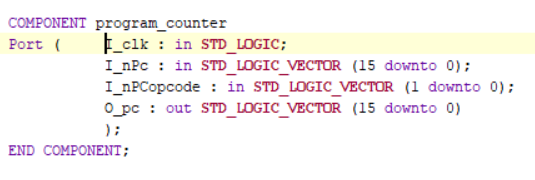 COMPONENT program_counter
Port (     I_clk : in STD_LOGIC;
           I_nPc : in STD_LOGIC_VECTOR (15 downto 0);
           I_nPCopcode : in STD_LOGIC_VECTOR (1 downto 0);
           O_pc : out STD_LOGIC_VECTOR (15 downto 0)
           );
END COMPONENT;